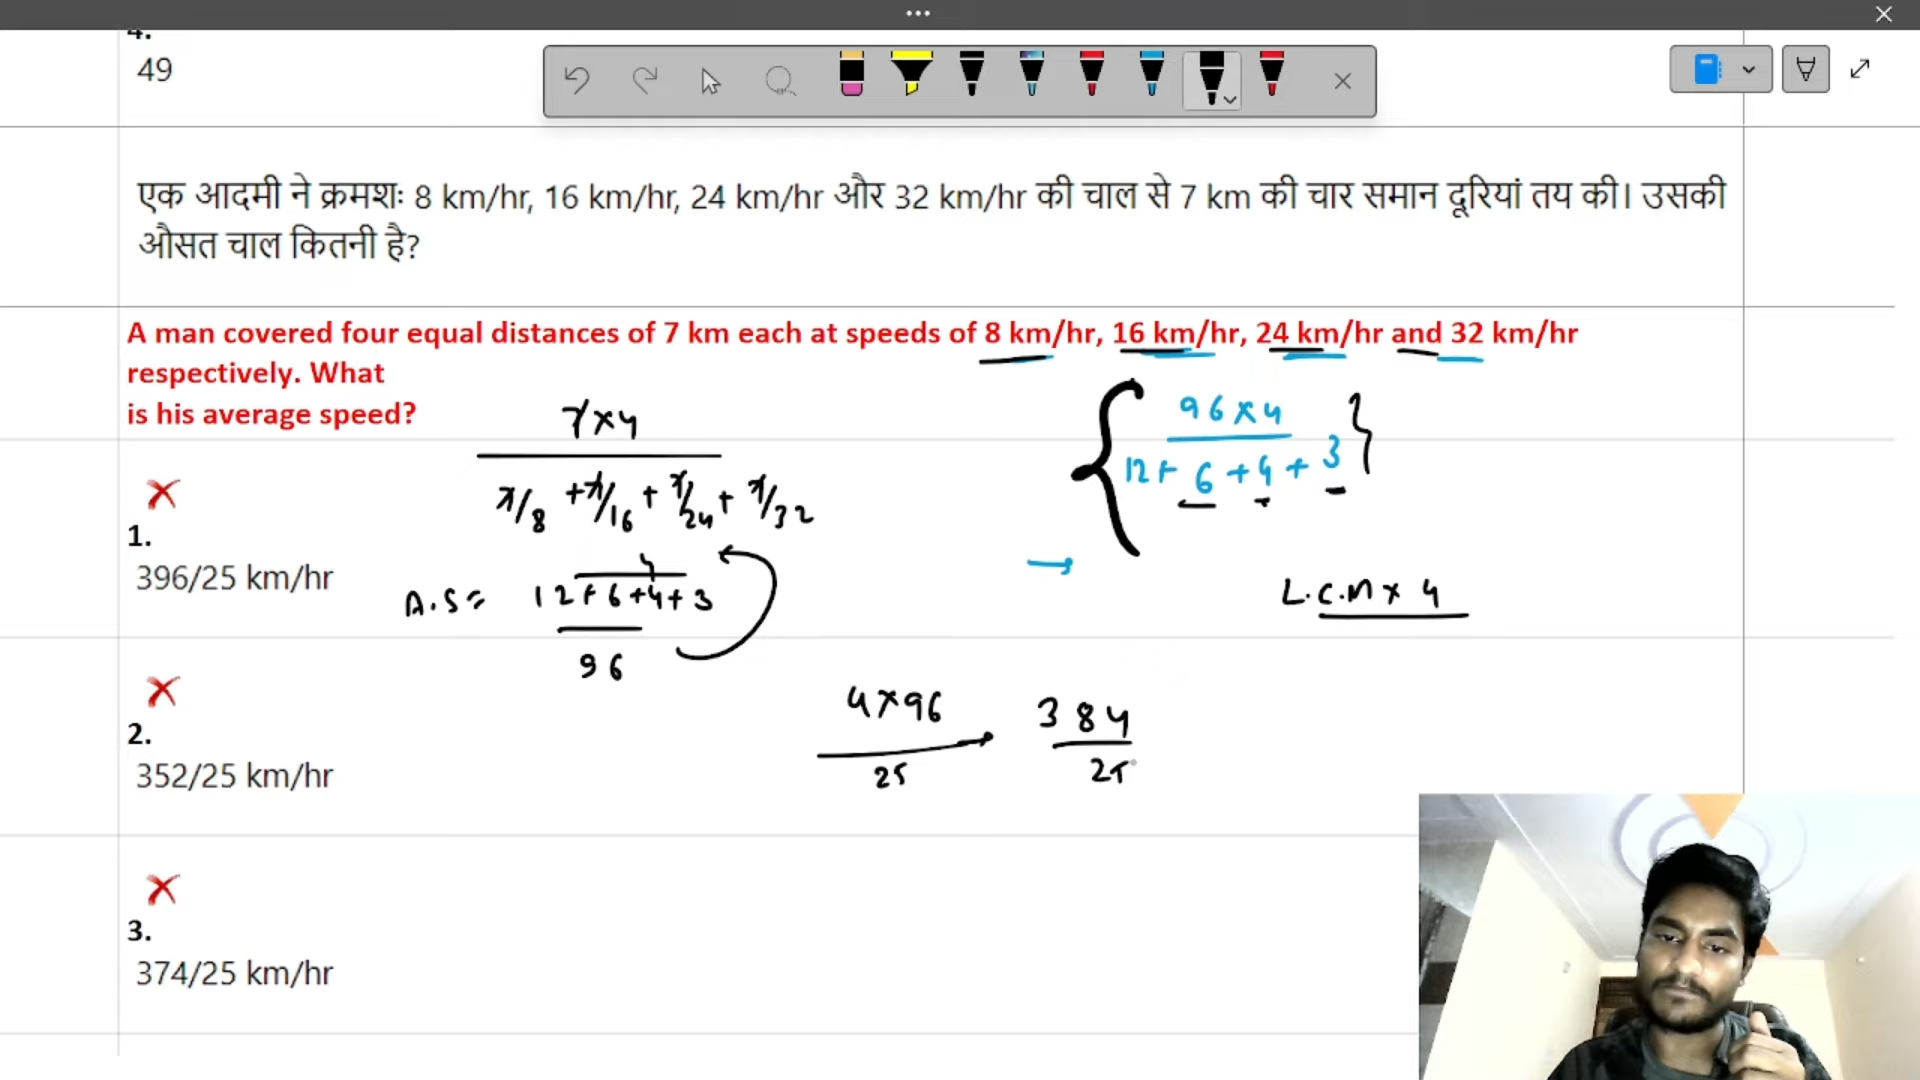 4.
49
एक आदमी ने क्रमशः 8 km/hr, 16 km/hr, 24 km/hr और 32 km/hr की चाल से 7 km की चार समान दूरियां तय की। उसकी
औसत चाल कितनी है?
A man covered four equal distances of 7 km each at speeds of 8 km/hr, 16 km/hr, 24 km/hr and 32 km/hr
respectively. What
is his average speed?
7×4
7/8 + 7/16 + 7/24 + 7/32
96×4
12+ 6 +4 + 3
1.
396/25 km/hr
4
A.S= 12+6+4+3
96
L.C.M × 4
2.
352/25 km/hr
4×96
25
384
25
3.
374/25 km/hr